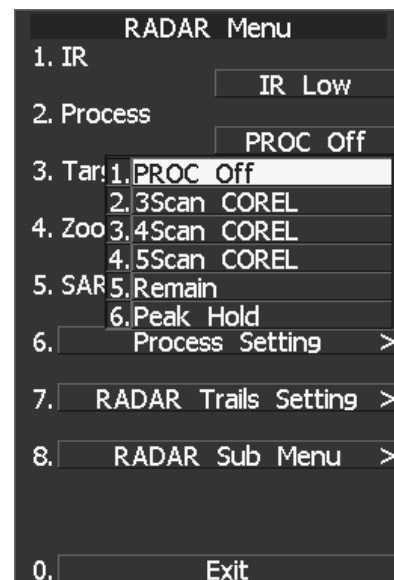 RADAR Menu
1. IR
IR Low
2. Process
PROC Off
3. Tar
1. PROC Off
2. 3Scan COREL
4. Zoo
3. 4Scan COREL
4. 5Scan COREL
5. SAR
5. Remain
6. Peak Hold
6. Process Setting >
7. RADAR Trails Setting >
8. RADAR Sub Menu >
0. Exit